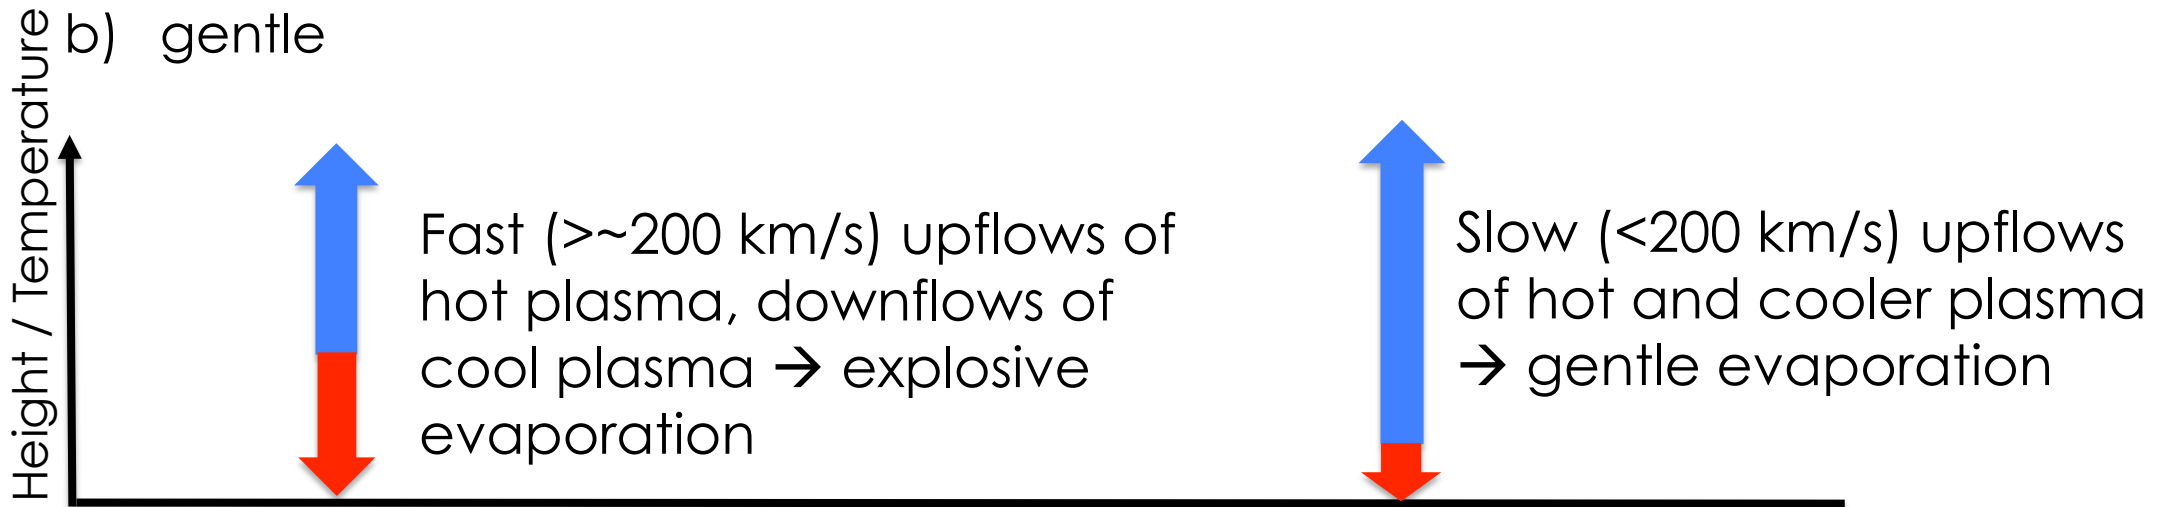 b) gentle
Height / Temperature
Fast (>~200 km/s) upflows of
hot plasma, downflows of
cool plasma → explosive
evaporation
Slow (<200 km/s) upflows
of hot and cooler plasma
→ gentle evaporation